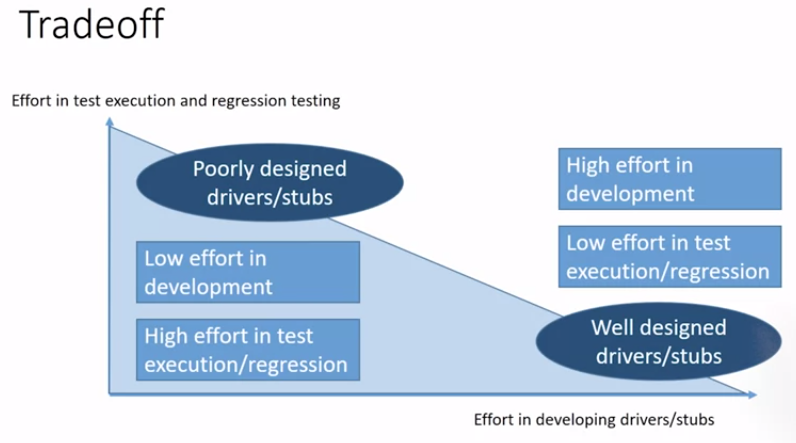 Tradeoff
Effort in test execution and regression testing
Poorly designed
drivers/stubs
Low effort in
development
High effort in test
execution/regression
High effort in
development
Low effort in test
execution/regression
Well designed
drivers/stubs
Effort in developing drivers/stubs